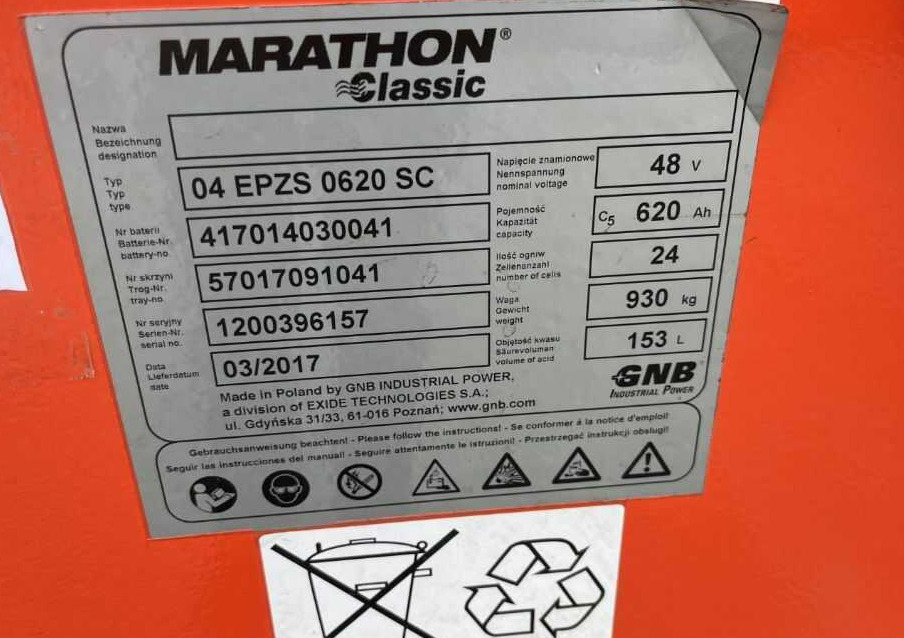 MARATHON®
Classic
Nazwa
Bezeichnung
designation
Typ
Typ
type
04 EPZS 0620 SC
Napięcie znamionowe
Nennspannung
nominal voltage
48 V
Nr baterii
Batterie-Nr.
battery-no.
417014030041
Pojemność
Kapazität
capacity
C5 620 Ah
Nr skrzyni
Trog-Nr.
tray-no.
57017091041
Ilość ogniw
Zellenanzahl
number of cells
24
Nr seryjny
Serien-Nr.
serial no.
1200396157
Waga
Gewicht
weight
930 kg
Data
Lieferdatum
date
03/2017
Objętość kwasu
Säurevolumen
volume of acid
153 L
Made in Poland by GNB INDUSTRIAL POWER,
a division of EXIDE TECHNOLOGIES S.A.;
ul. Gdyńska 31/33, 61-016 Poznań; www.gnb.com
GNB
INDUSTRIAL POWER
Gebrauchsanweisung beachten! - Please follow the instructions! - Se conformer á la notice d'emploi!
Seguir las instrucciones del manual! - Seguire attentamente le istruzioni! - Przestrzegać instrukcji obsługi!